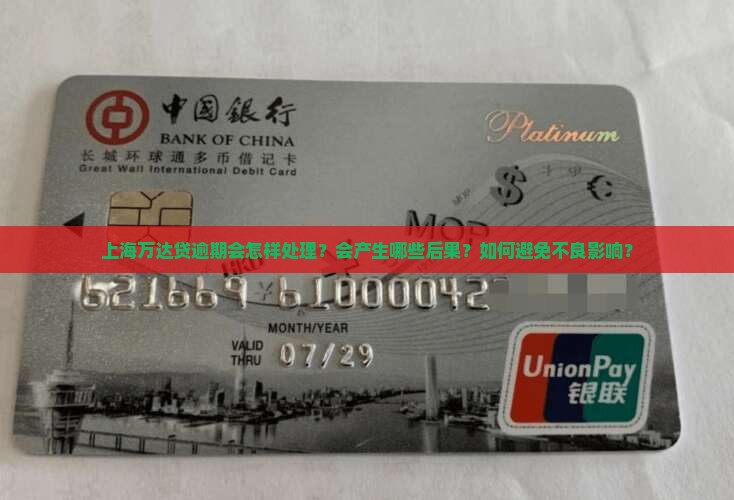 中國銀行
BANK OF CHINA
长城环球通多币借记卡
Great Wall International Debit Card
Platinum
MOP
$
€
MOP
上海万达贷逾期会怎样处理？会产生哪些后果？如何避免不良影响？
621669 61000042
MONTH/YEAR
VALID THRU 07/29
UnionPay
银联